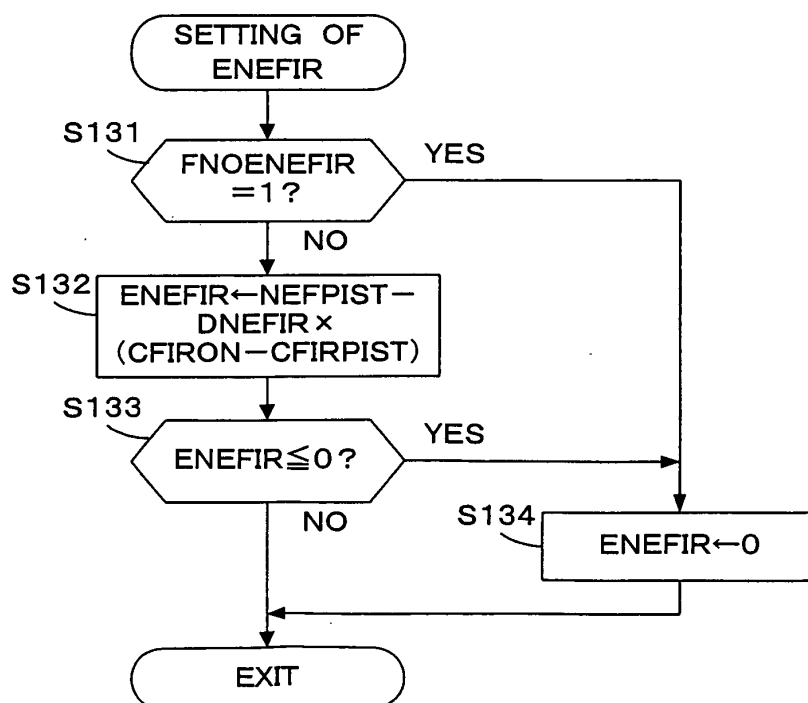 SETTING OF
ENEFIR
S131
FNOENEFIR
=1?
YES
NO
S132
ENEFIR←NEFPIST−
DNEFIR×
(CFIRON−CFIRPIST)
S133
ENEFIR≦0?
YES
NO
S134
ENEFIR←0
EXIT